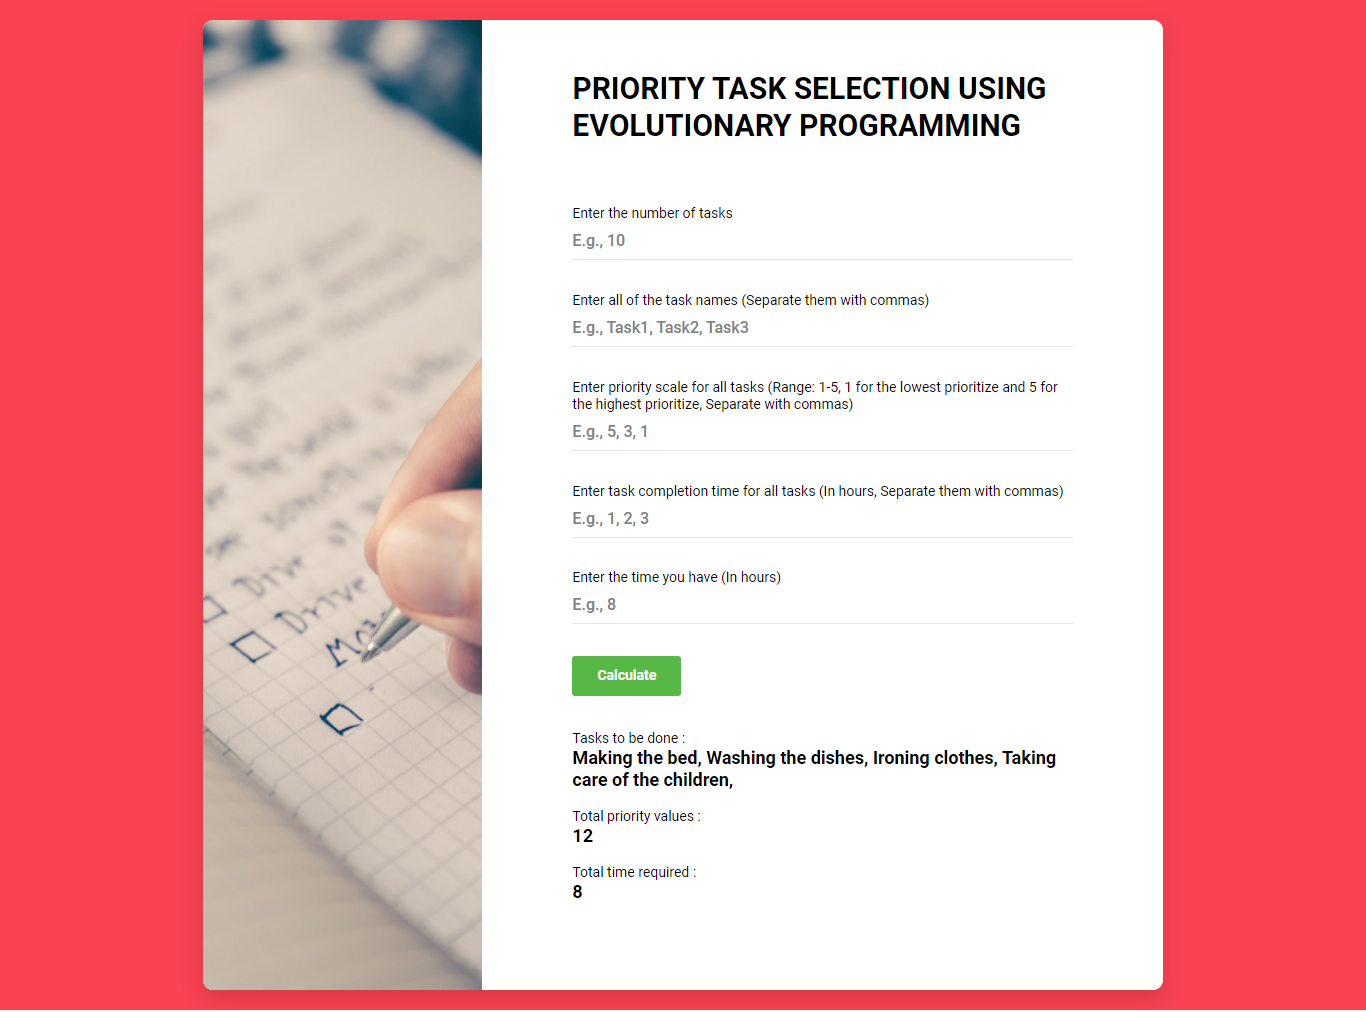 PRIORITY TASK SELECTION USING
EVOLUTIONARY PROGRAMMING
Enter the number of tasks
E.g., 10
Enter all of the task names (Separate them with commas)
E.g., Task1, Task2, Task3
Enter priority scale for all tasks (Range: 1-5, 1 for the lowest prioritize and 5 for
the highest prioritize, Separate with commas)
E.g., 5, 3, 1
Enter task completion time for all tasks (In hours, Separate them with commas)
E.g., 1, 2, 3
Enter the time you have (In hours)
E.g., 8
Calculate
Tasks to be done :
Making the bed, Washing the dishes, Ironing clothes, Taking
care of the children,
Total priority values :
12
Total time required :
8
Drive
Drive